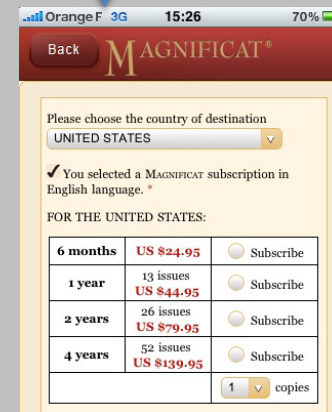 Orange F 3G 15:26 70%
Back MAGNIFICAT®
Please choose the country of destination
UNITED STATES
✓ You selected a MAGNIFICAT subscription in
English language. *
FOR THE UNITED STATES:
6 months US $24.95 Subscribe
1 year 13 issues US $44.95 Subscribe
2 years 26 issues US $79.95 Subscribe
4 years 52 issues US $139.95 Subscribe
1 copies